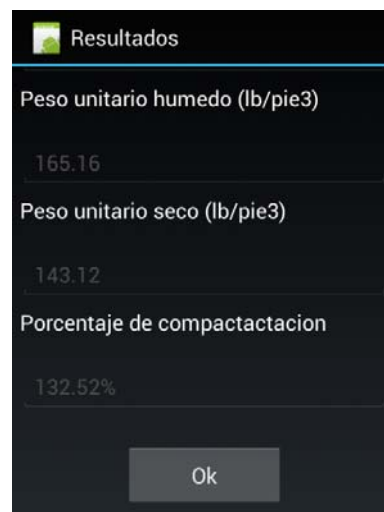 Resultados
Peso unitario humedo (lb/pie3)
165.16
Peso unitario seco (lb/pie3)
143.12
Porcentaje de compactactacion
132.52%
Ok